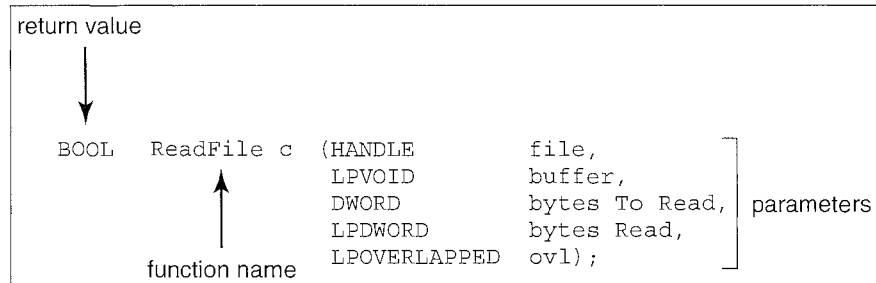 return value
BOOL ReadFile c (HANDLE file,
LPVOID buffer,
DWORD bytes To Read,
LPDWORD bytes Read,
LPOVERLAPPED ovl);
parameters
function name